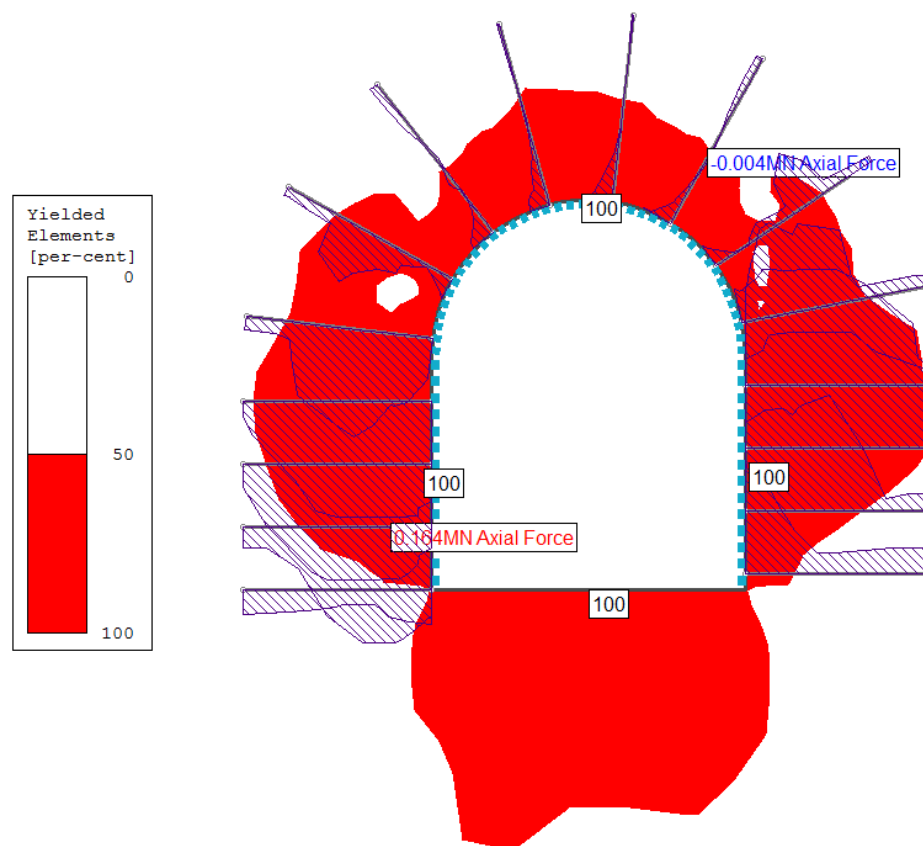 Yielded
Elements
[per-cent]
0
50
100
-0.004MN Axial Force
100
100
100
0.164MN Axial Force
100